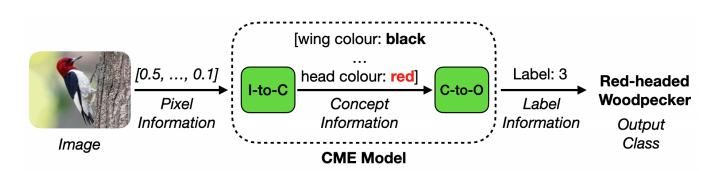 Image
[0.5, ..., 0.1]
Pixel
Information
[wing colour: black
...
head colour: red]
I-to-C
Concept
Information
C-to-O
CME Model
Label: 3
Label
Information
Red-headed
Woodpecker
Output
Class